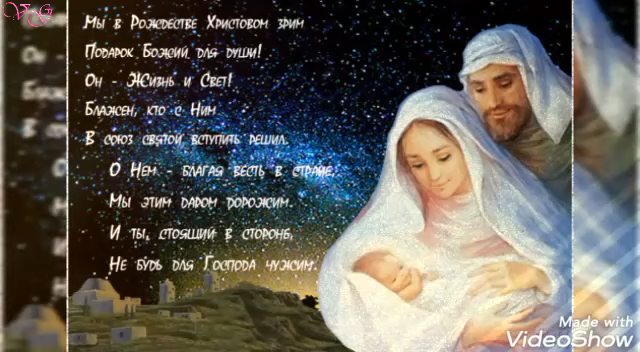 VG
Мы в Рождестве Христовом зрим
Подарок Божий для души!
Он - Жизнь и Свет!
Блажен, кто с Ним
В союз святой вступить решил.
О Нем - благая весть в стране,
Мы этим даром дорожим.
И ты, стоящий в стороне,
Не будь для Господа чужим.
Made with
VideoShow